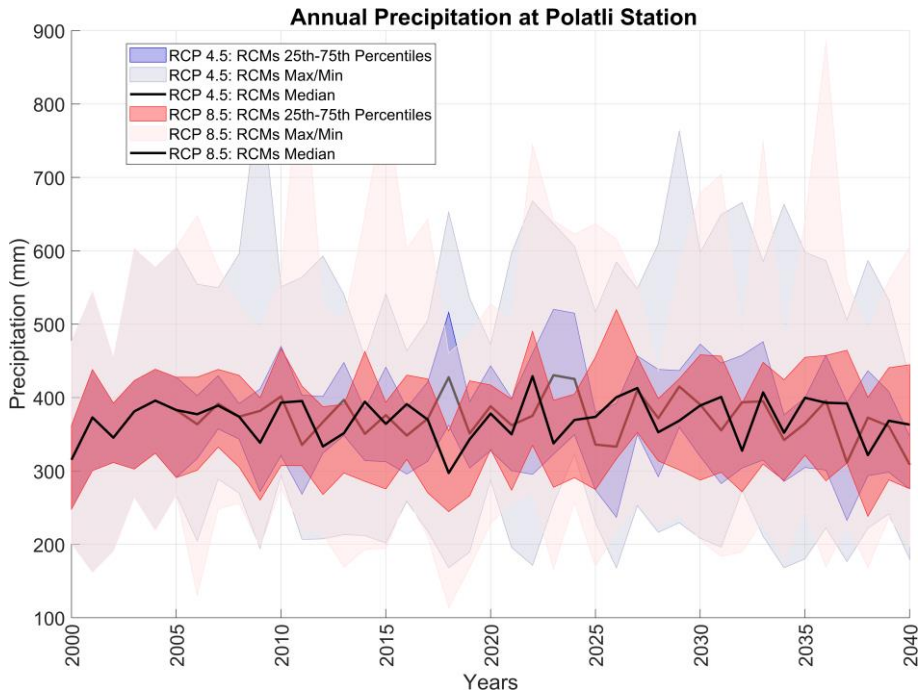 Annual Precipitation at Polatli Station
900
800
700
600
500
400
300
200
100
Precipitation (mm)
RCP 4.5: RCMs 25th-75th Percentiles
RCP 4.5: RCMs Max/Min
RCP 4.5: RCMs Median
RCP 8.5: RCMs 25th-75th Percentiles
RCP 8.5: RCMs Max/Min
RCP 8.5: RCMs Median
2000
2005
2010
2015
2020
2025
2030
2035
2040
Years